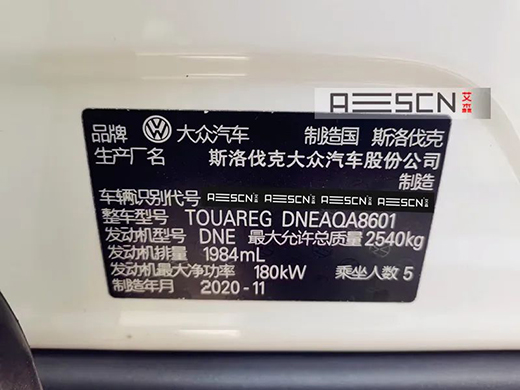 AESCN 艾森
品牌 大众汽车 制造国 斯洛伐克
生产厂名 斯洛伐克大众汽车股份公司
制造
车辆识别代号 AESCN AESCN AESCN AESCN
整车型号 TOUAREG DNEAQA8601
发动机型号 DNE 最大允许总质量 2540kg
发动机排量 1984mL
发动机最大净功率 180kW 乘坐人数 5
制造年月 2020-11